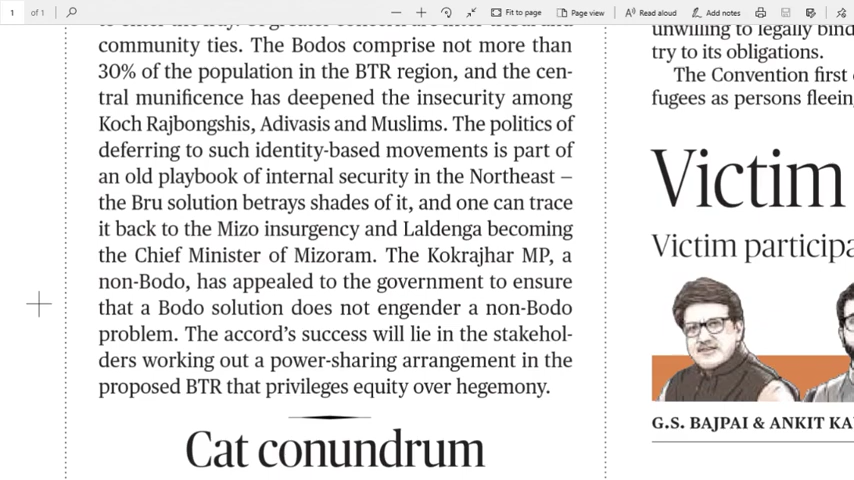 1 of 1 Fit to page Page view Read aloud Add notes
community ties. The Bodos comprise not more than
30% of the population in the BTR region, and the cen-
tral munificence has deepened the insecurity among
Koch Rajbongshis, Adivasis and Muslims. The politics of
deferring to such identity-based movements is part of
an old playbook of internal security in the Northeast –
the Bru solution betrays shades of it, and one can trace
it back to the Mizo insurgency and Laldenga becoming
the Chief Minister of Mizoram. The Kokrajhar MP, a
non-Bodo, has appealed to the government to ensure
that a Bodo solution does not engender a non-Bodo
problem. The accord’s success will lie in the stakehol-
ders working out a power-sharing arrangement in the
proposed BTR that privileges equity over hegemony.
Cat conundrum
unwilling to legally bind
try to its obligations.
The Convention first
fugees as persons fleein
Victim
Victim participa
G.S. BAJPAI & ANKIT KA